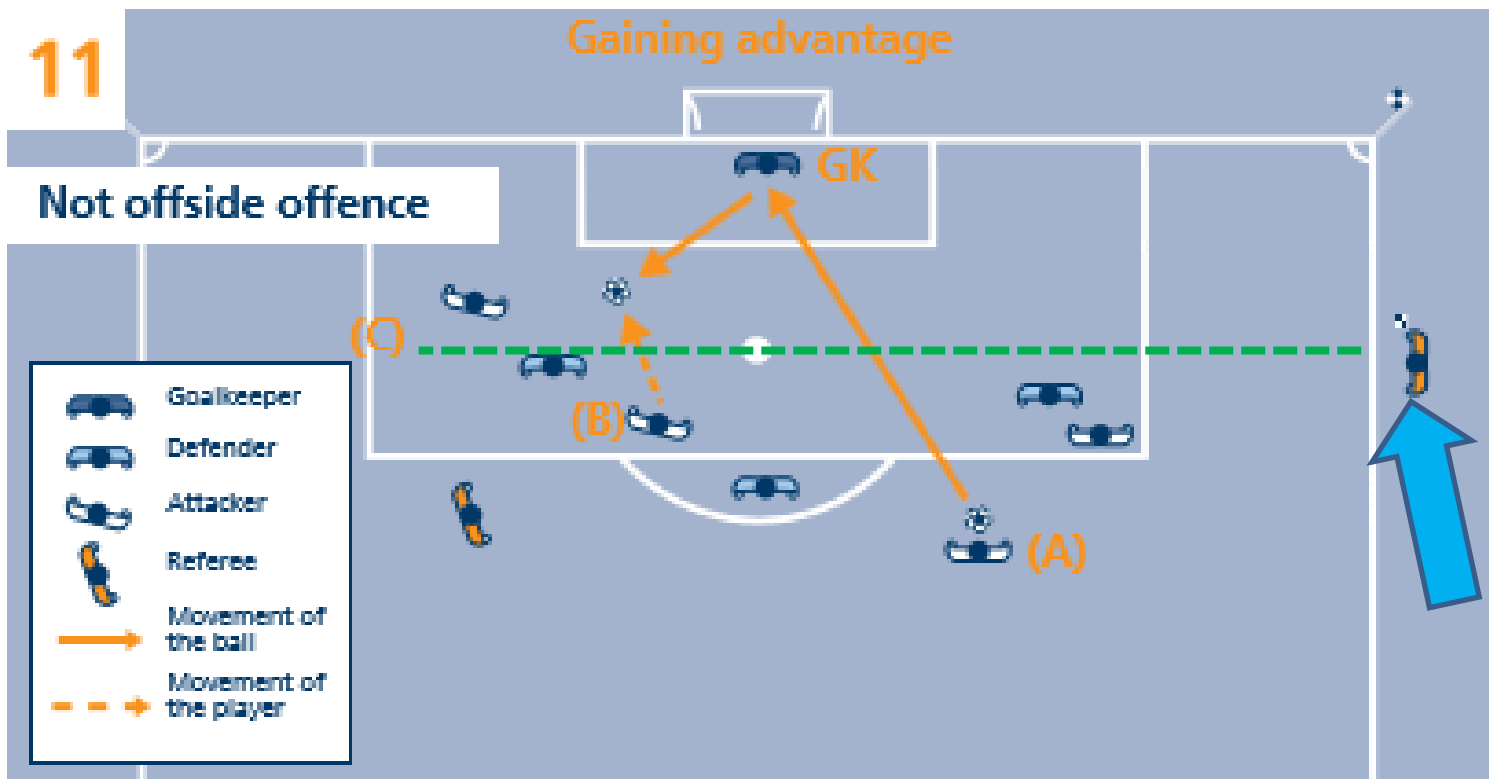 11
Gaining advantage
GK
Not offside offence
(C)
(B)
(A)
Goalkeeper
Defender
Attacker
Referee
Movement of
the ball
Movement of
the player